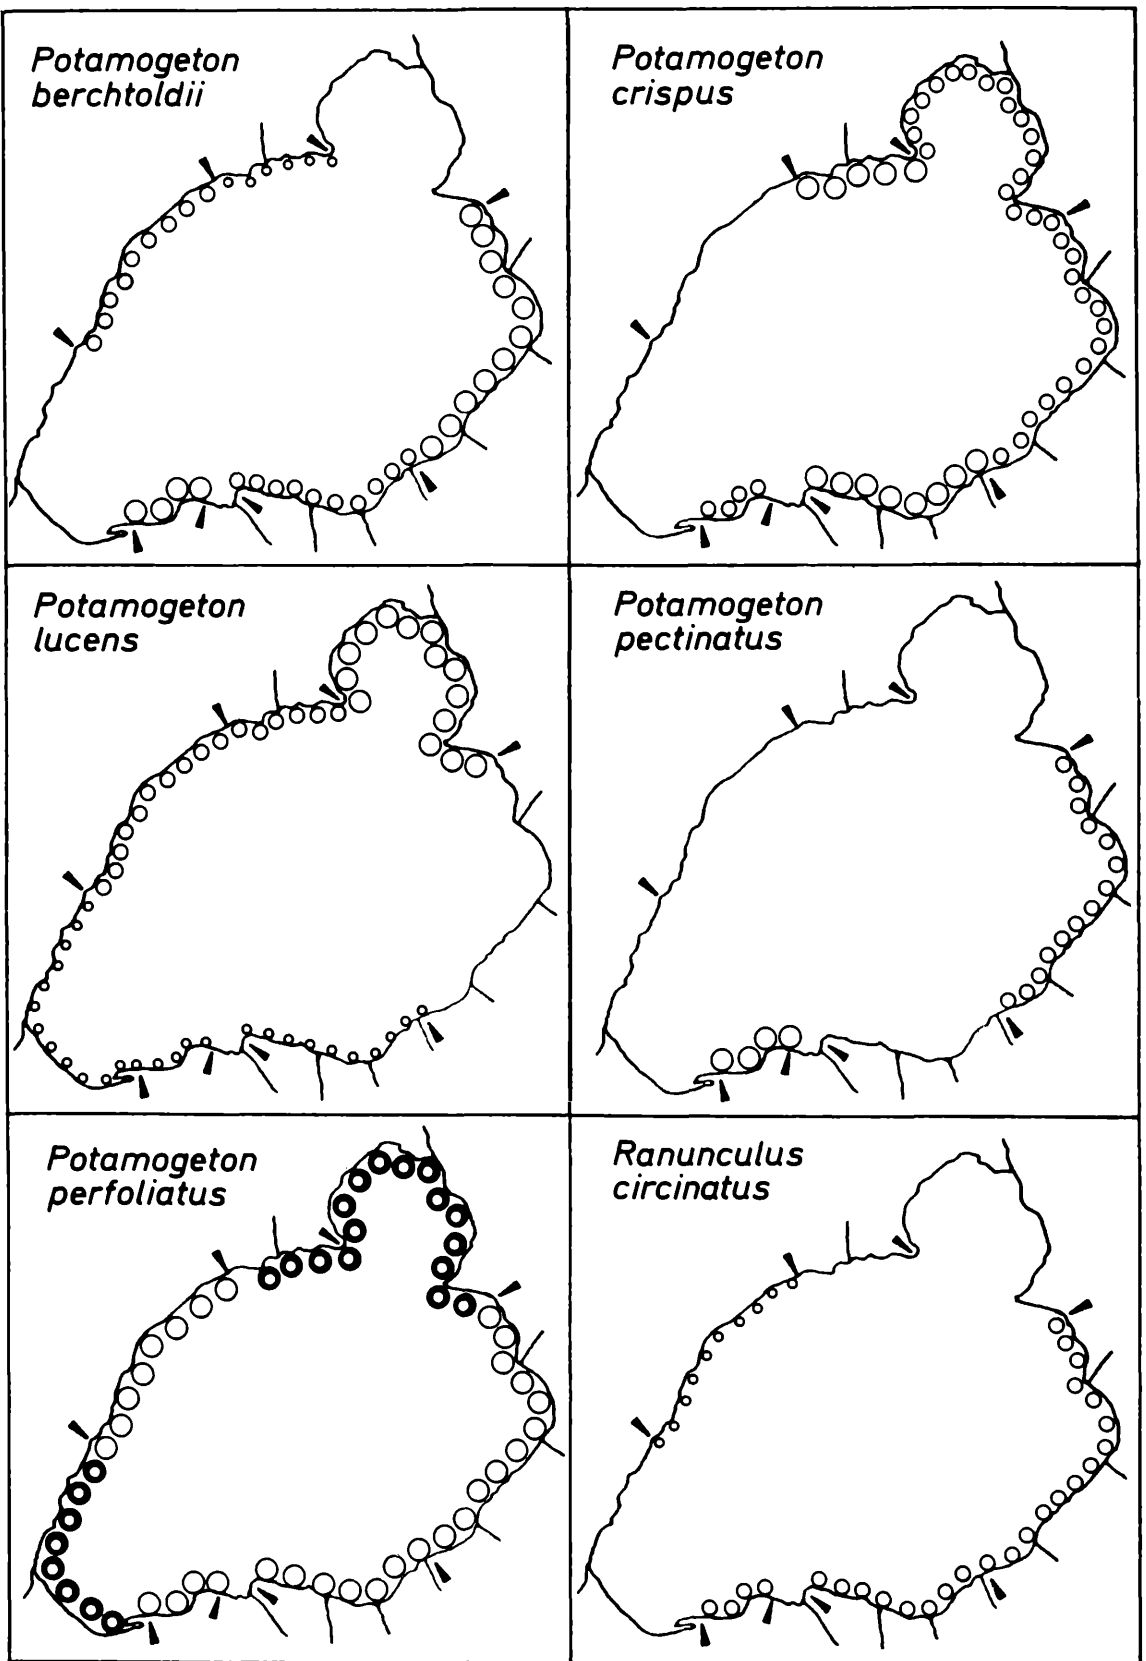 Potamogeton
berchtoldii
Potamogeton
crispus
Potamogeton
lucens
Potamogeton
pectinatus
Potamogeton
perfoliatus
Ranunculus
circinatus